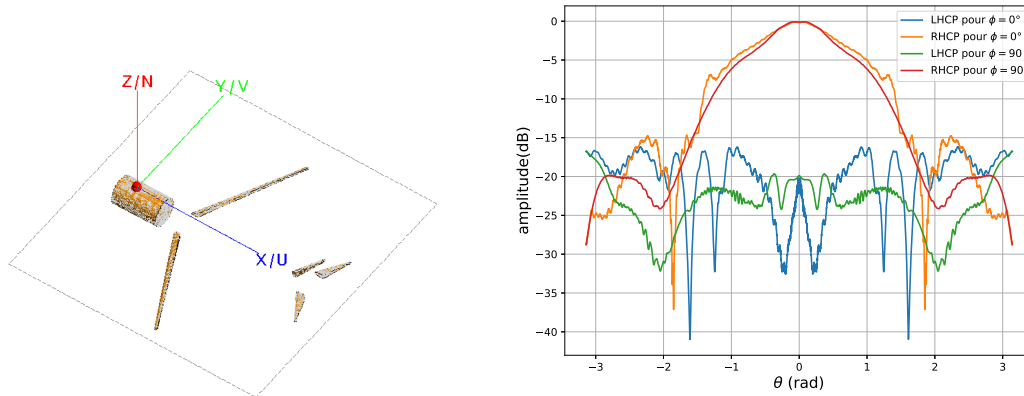 Z/N
Y/V
X/U
LHCP pour ϕ = 0°
RHCP pour ϕ = 0°
LHCP pour ϕ = 90
RHCP pour ϕ = 90
amplitude(dB)
0
−5
−10
−15
−20
−25
−30
−35
−40
−3 −2 −1 0 1 2 3
θ (rad)